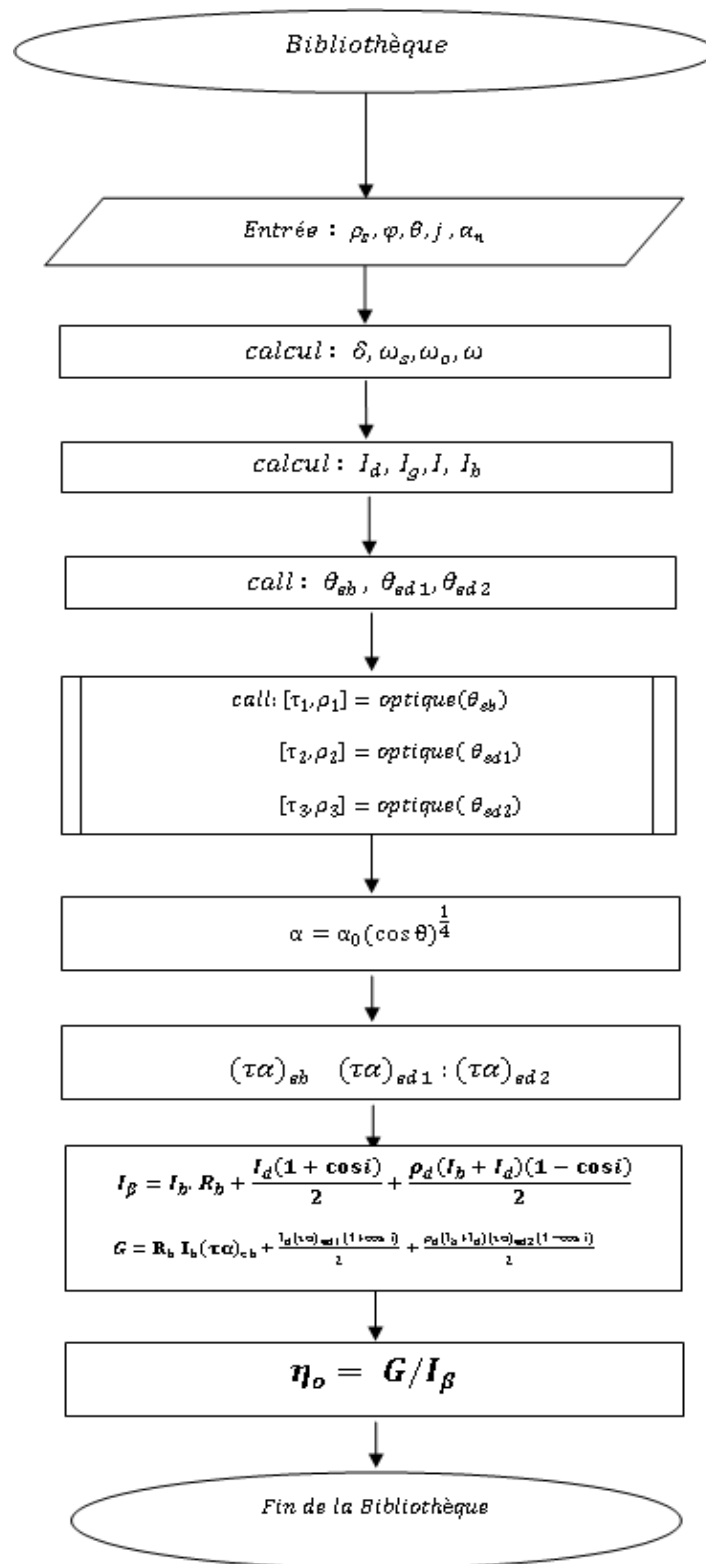 Bibliothèque
Entrée : ρ_s, φ, θ, j, α_n
calcul : δ, ω_s, ω_o, ω
calcul : I_d, I_g, I, I_b
call : θ_eb, θ_ed1, θ_ed2
call: [τ_1, ρ_1] = optique(θ_eb)
[τ_2, ρ_2] = optique( θ_ed1)
[τ_3, ρ_3] = optique( θ_ed2)
α = α_0(cos θ)^{1/4}
(τα)_eb (τα)_ed1 : (τα)_ed2
I_β = I_b. R_b + I_d(1 + cos i)/2 + ρ_d(I_b + I_d)(1 − cos i)/2
G = R_b I_b(τα)_eb + I_d(τα)_ed1(1+cos i)/2 + ρ_d(I_b+I_d)(τα)_ed2(1−cos i)/2
η_o = G/I_β
Fin de la Bibliothèque